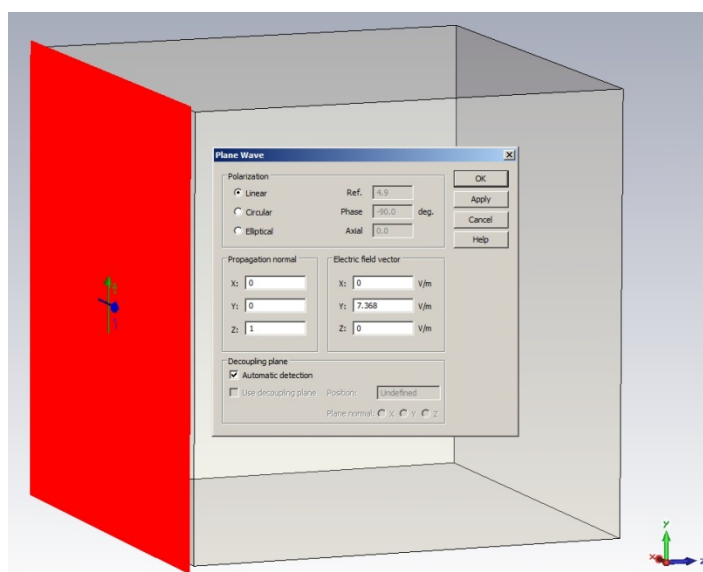 Plane Wave
Polarization
Linear
Ref. 4.9
Circular
Phase -90.0 deg.
Elliptical
Axial 0.0
OK
Apply
Cancel
Help
Propagation normal
X: 0
Y: 0
Z: 1
Electric field vector
X: 0 V/m
Y: 7.368 V/m
Z: 0 V/m
Decoupling plane
Automatic detection
Use decoupling plane Position: Undefined
Plane normal: X Y Z
y
x
z